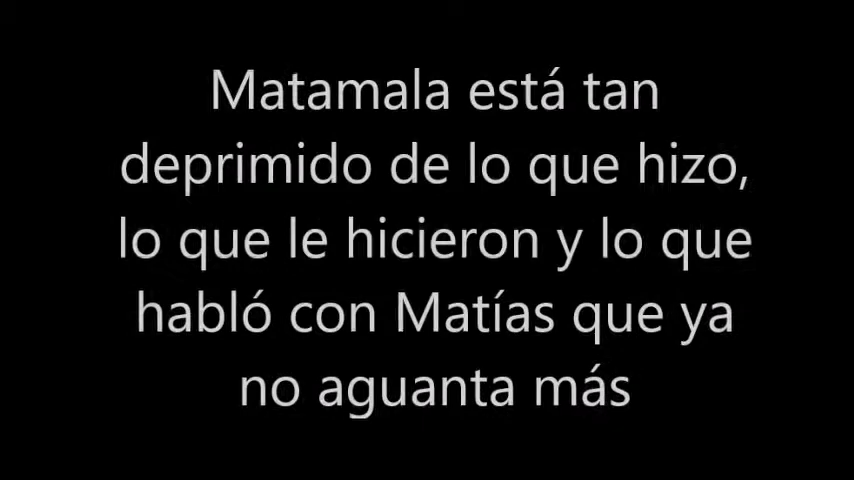 Matamala está tan
deprimido de lo que hizo,
lo que le hicieron y lo que
habló con Matías que ya
no aguanta más